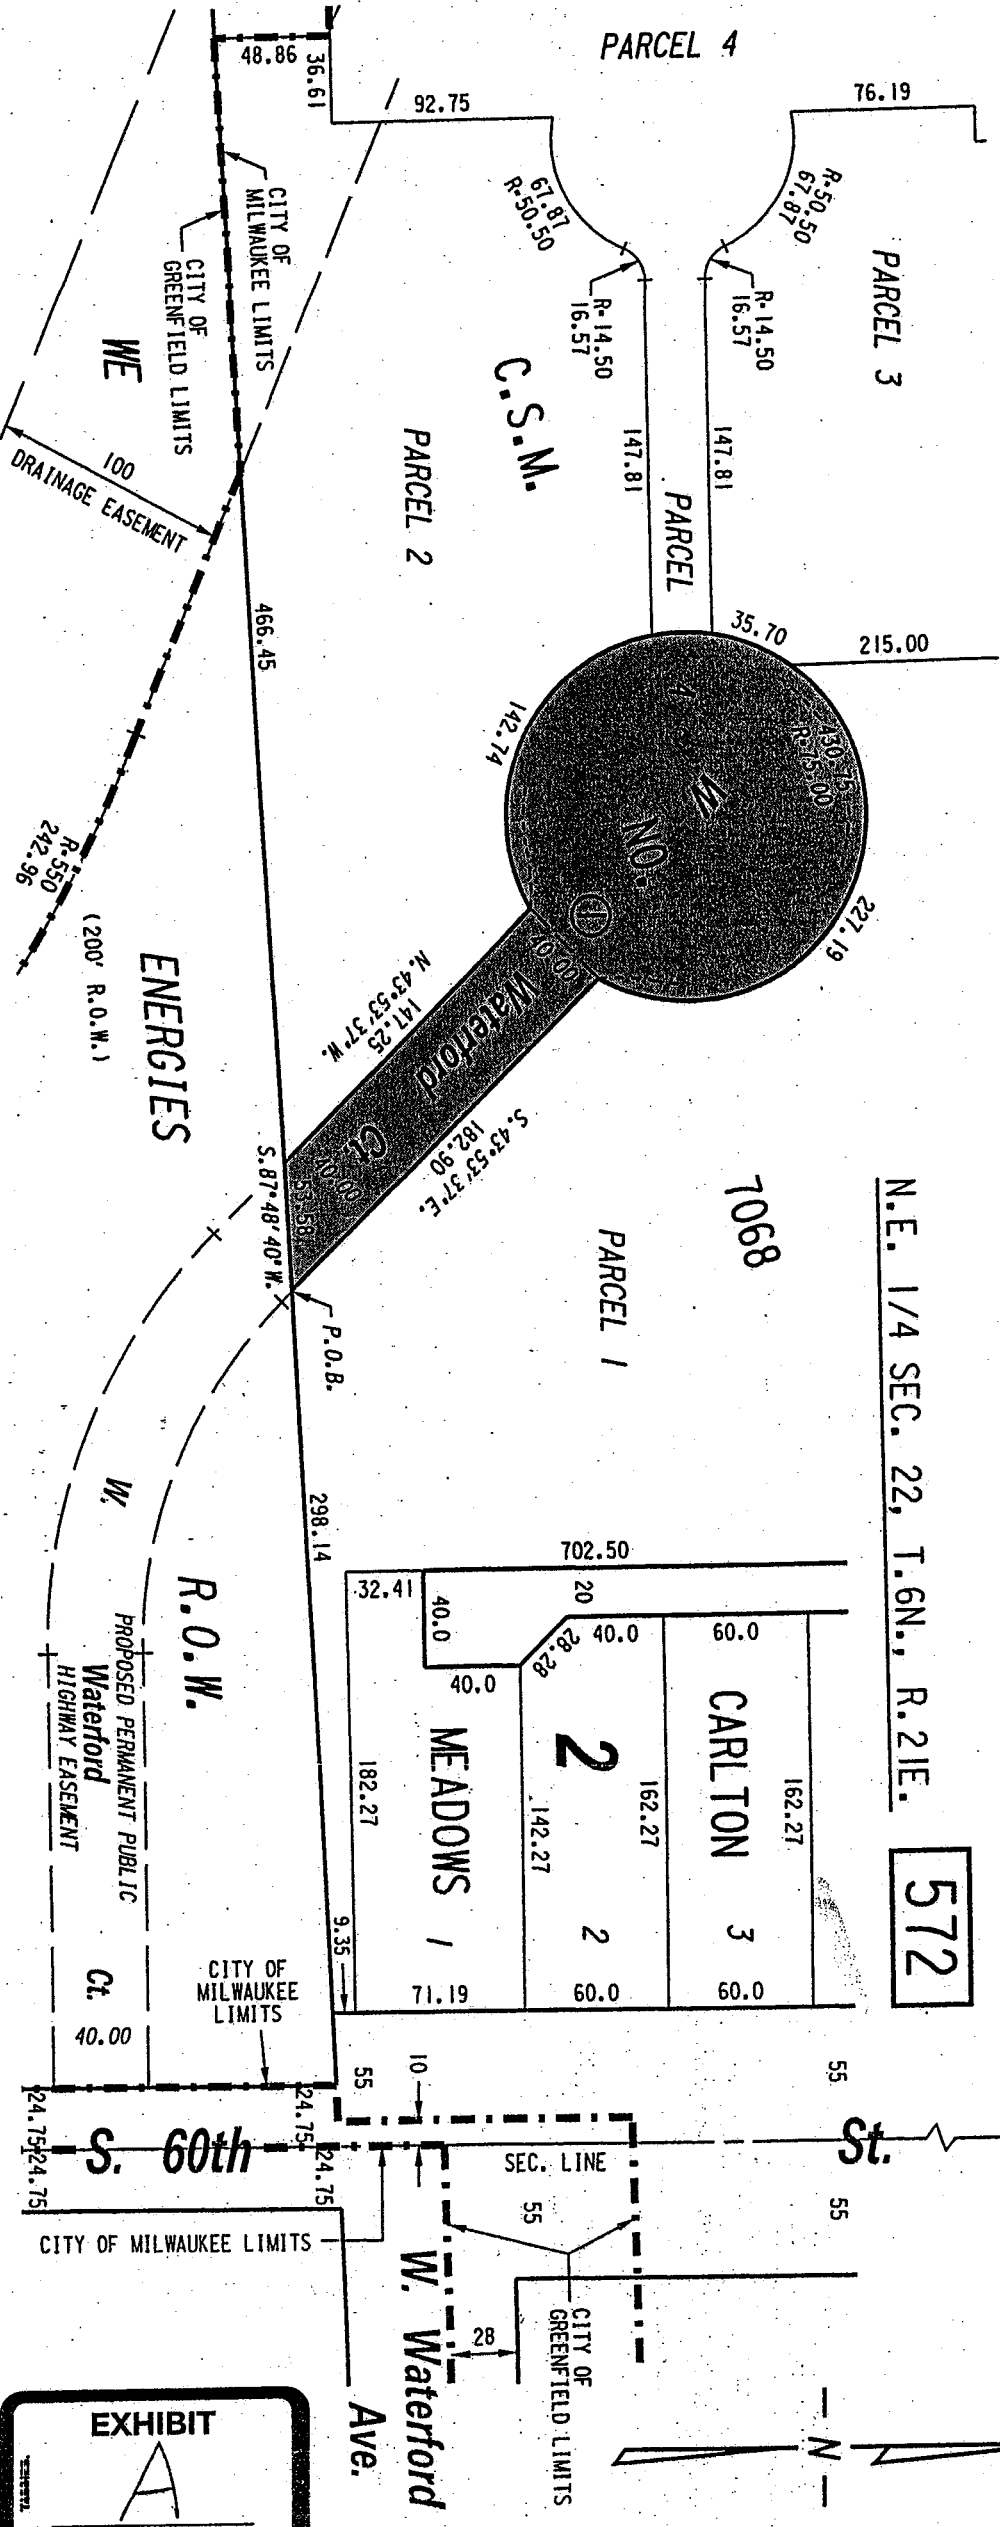 PARCEL 4
48.86
36.61
92.75
76.19
67.87
R-50.50
R-50.50
67.87
CITY OF
MILWAUKEE LIMITS
CITY OF
GREENFIELD LIMITS
R-14.50
16.57
R-14.50
16.57
PARCEL 3
WE
C.S.M.
147.81
147.81
PARCEL 2
PARCEL
100
DRAINAGE EASEMENT
466.45
35.70
215.00
142.74
130.75
R-75.00
W
NO.
227.19
R-550
242.96
ENERGIES
(200' R.O.W.)
1
40.00
Waterford
Ct.
N.43°53'37"W.
147.25
S.43°53'37"E.
182.90
40.00
57.58
S.87°48'40"W.
P.O.B.
7068
PARCEL 1
N.E. 1/4 SEC. 22, T.6N., R.21E.
572
298.14
702.50
32.41
40.0
20
28.28
40.0
40.0
60.0
W.
R.O.W.
PROPOSED PERMANENT PUBLIC
Waterford
HIGHWAY EASEMENT
Ct.
40.00
182.27
MEADOWS
1
142.27
2
162.27
2
CARLTON
162.27
3
9.35
71.19
60.0
60.0
CITY OF
MILWAUKEE
LIMITS
55
10
55
24.75
24.75
24.75
24.75
S. 60th
St.
SEC. LINE
55
55
CITY OF MILWAUKEE LIMITS
W. Waterford
Ave.
28
CITY OF
GREENFIELD LIMITS
N
EXHIBIT
A